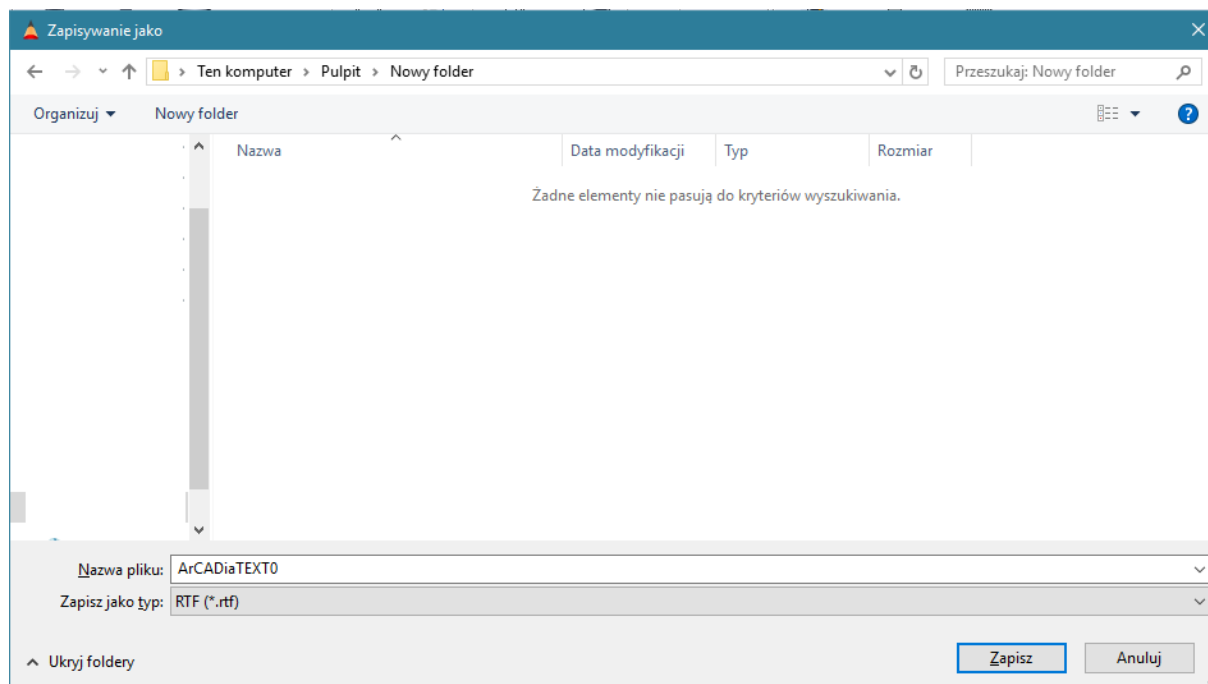 Zapisywanie jako
Ten komputer > Pulpit > Nowy folder
Przeszukaj: Nowy folder
Organizuj
Nowy folder
Nazwa
Data modyfikacji
Typ
Rozmiar
Żadne elementy nie pasują do kryteriów wyszukiwania.
Nazwa pliku: ArCADiaTEXT0
Zapisz jako typ: RTF (*.rtf)
Ukryj foldery
Zapisz
Anuluj